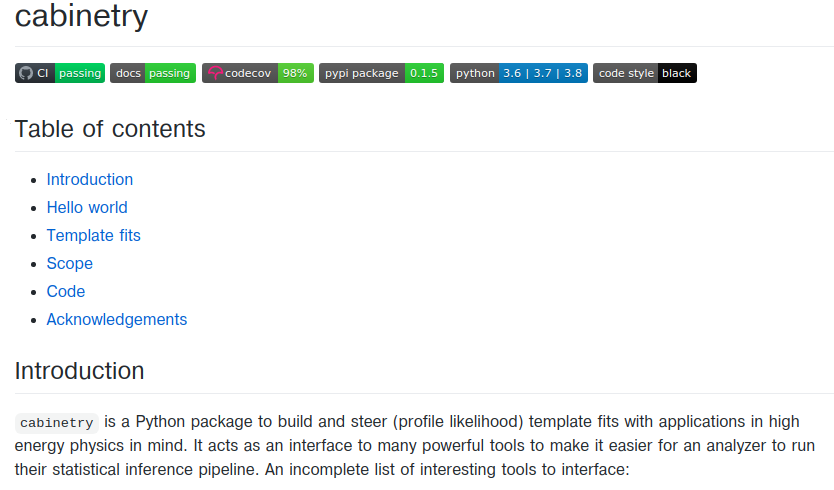 cabinetry
CI passing docs passing codecov 98% pypi package 0.1.5 python 3.6 | 3.7 | 3.8 code style black
Table of contents
Introduction
Hello world
Template fits
Scope
Code
Acknowledgements
Introduction
cabinetry is a Python package to build and steer (profile likelihood) template fits with applications in high
energy physics in mind. It acts as an interface to many powerful tools to make it easier for an analyzer to run
their statistical inference pipeline. An incomplete list of interesting tools to interface: